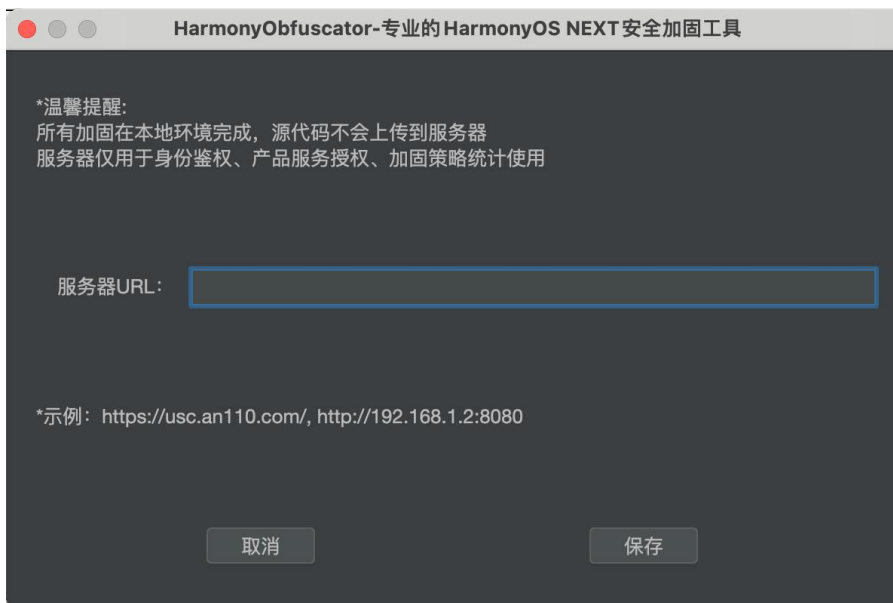 HarmonyObfuscator-专业的HarmonyOS NEXT安全加固工具
*温馨提醒:
所有加固在本地环境完成，源代码不会上传到服务器
服务器仅用于身份鉴权、产品服务授权、加固策略统计使用
服务器URL：
*示例：https://usc.an110.com/, http://192.168.1.2:8080
取消
保存